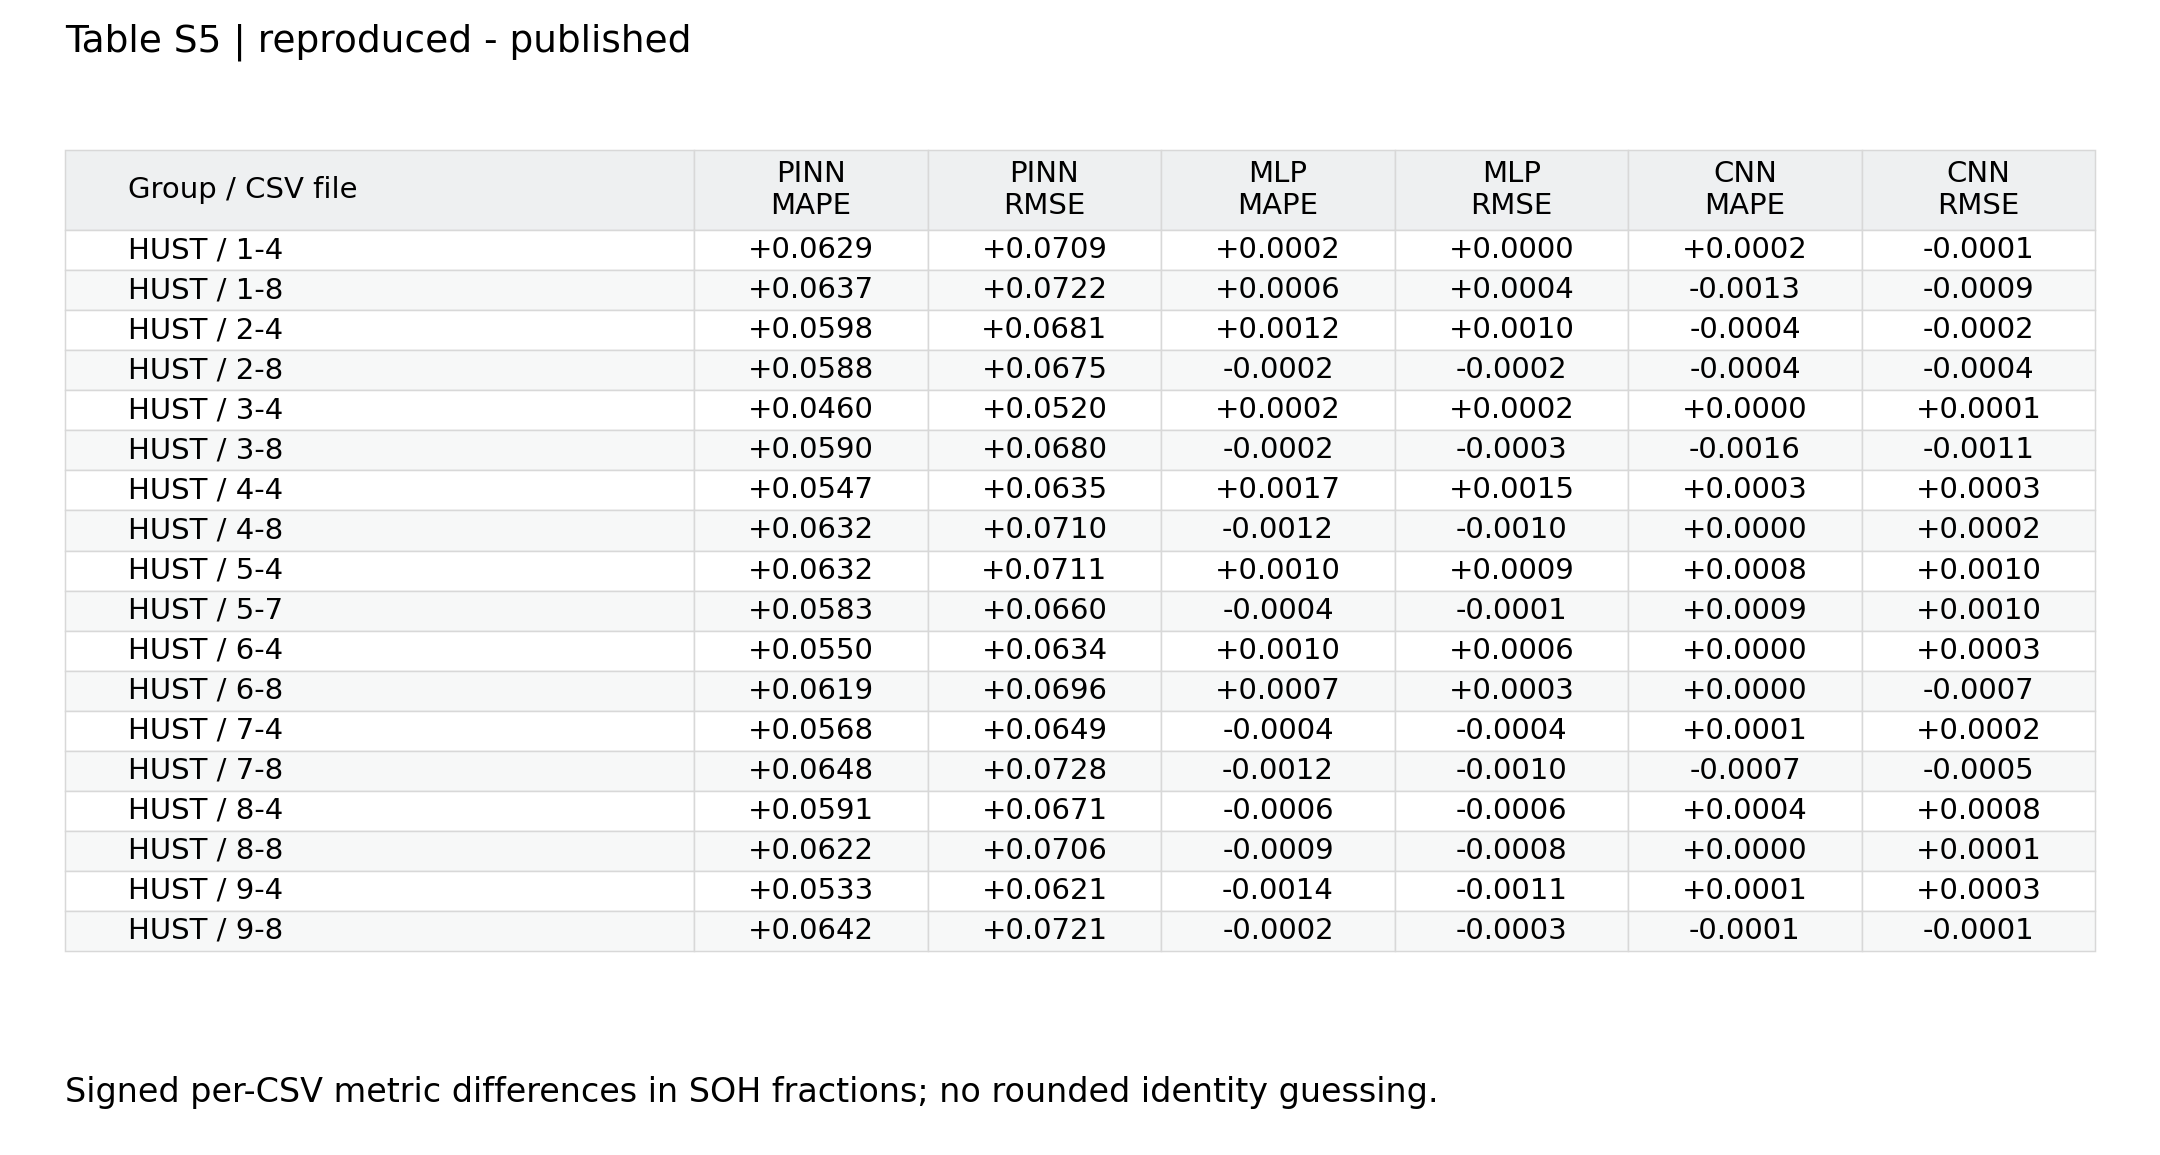 Table S5 | reproduced - published
Group / CSV file PINN MAPE PINN RMSE MLP MAPE MLP RMSE CNN MAPE CNN RMSE
HUST / 1-4 +0.0629 +0.0709 +0.0002 +0.0000 +0.0002 -0.0001
HUST / 1-8 +0.0637 +0.0722 +0.0006 +0.0004 -0.0013 -0.0009
HUST / 2-4 +0.0598 +0.0681 +0.0012 +0.0010 -0.0004 -0.0002
HUST / 2-8 +0.0588 +0.0675 -0.0002 -0.0002 -0.0004 -0.0004
HUST / 3-4 +0.0460 +0.0520 +0.0002 +0.0002 +0.0000 +0.0001
HUST / 3-8 +0.0590 +0.0680 -0.0002 -0.0003 -0.0016 -0.0011
HUST / 4-4 +0.0547 +0.0635 +0.0017 +0.0015 +0.0003 +0.0003
HUST / 4-8 +0.0632 +0.0710 -0.0012 -0.0010 +0.0000 +0.0002
HUST / 5-4 +0.0632 +0.0711 +0.0010 +0.0009 +0.0008 +0.0010
HUST / 5-7 +0.0583 +0.0660 -0.0004 -0.0001 +0.0009 +0.0010
HUST / 6-4 +0.0550 +0.0634 +0.0010 +0.0006 +0.0000 +0.0003
HUST / 6-8 +0.0619 +0.0696 +0.0007 +0.0003 +0.0000 -0.0007
HUST / 7-4 +0.0568 +0.0649 -0.0004 -0.0004 +0.0001 +0.0002
HUST / 7-8 +0.0648 +0.0728 -0.0012 -0.0010 -0.0007 -0.0005
HUST / 8-4 +0.0591 +0.0671 -0.0006 -0.0006 +0.0004 +0.0008
HUST / 8-8 +0.0622 +0.0706 -0.0009 -0.0008 +0.0000 +0.0001
HUST / 9-4 +0.0533 +0.0621 -0.0014 -0.0011 +0.0001 +0.0003
HUST / 9-8 +0.0642 +0.0721 -0.0002 -0.0003 -0.0001 -0.0001
Signed per-CSV metric differences in SOH fractions; no rounded identity guessing.